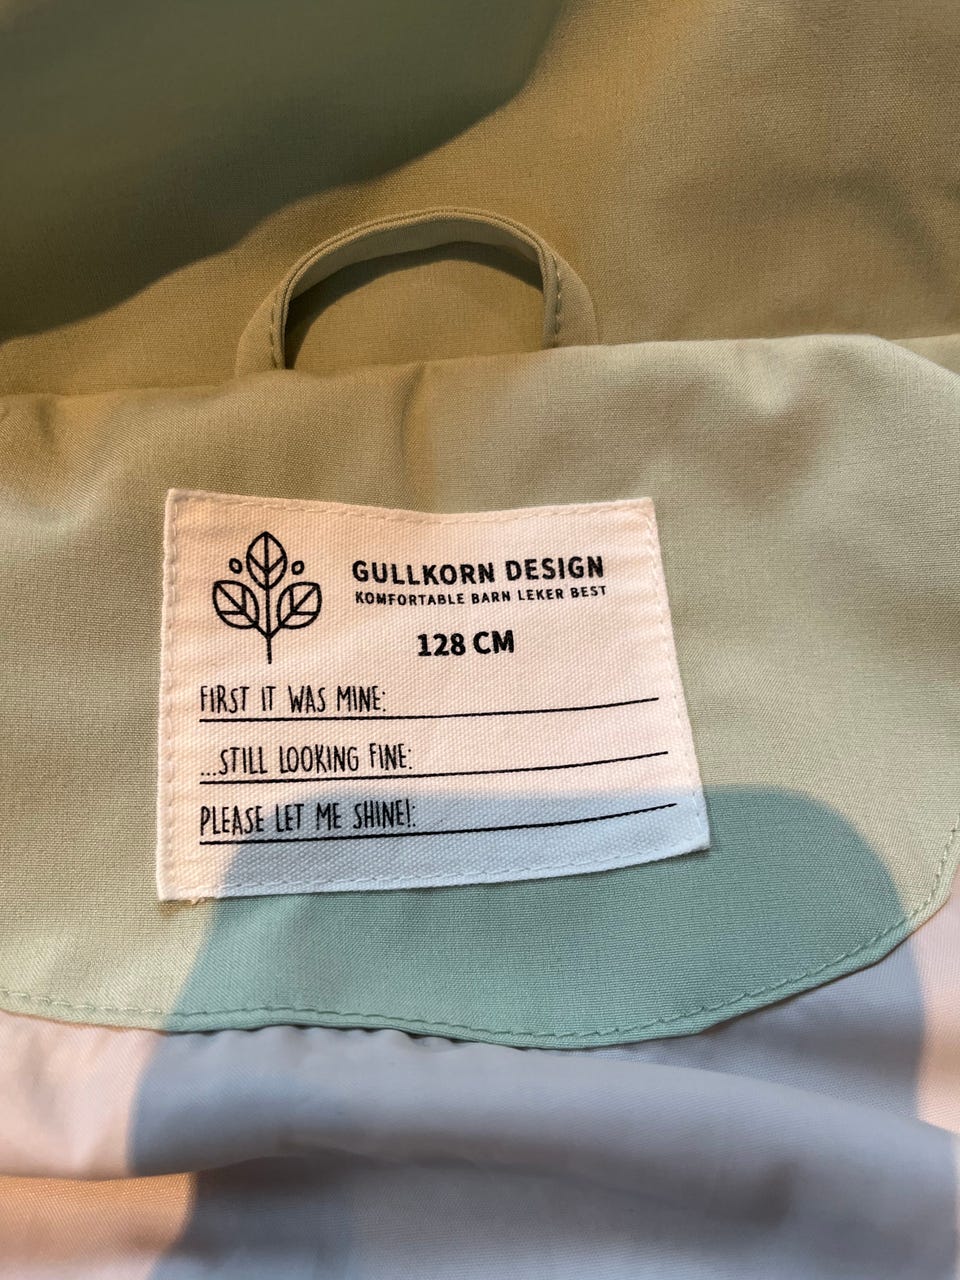 GULLKORN DESIGN
KOMFORTABLE BARN LEKER BEST
128 CM
FIRST IT WAS MINE:
...STILL LOOKING FINE:
PLEASE LET ME SHINE!: